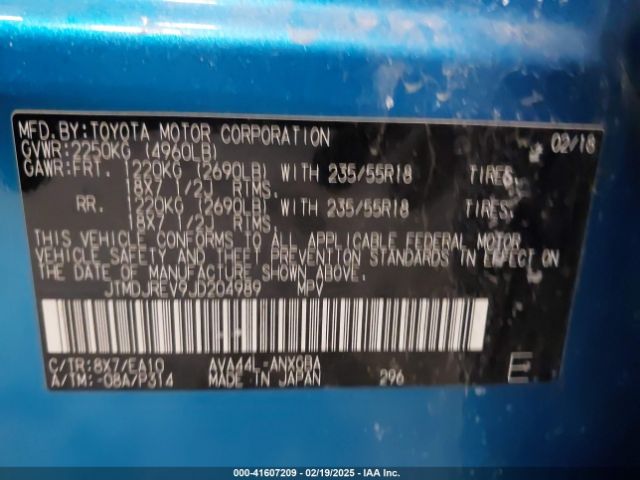 MFD.BY:TOYOTA MOTOR CORPORATION 02/18
GVWR:2250KG (4960LB)
GAWR:FRT. 1220KG (2690LB) WITH 235/55R18 TIRES,
18X7 1/2J RIMS.
RR. 1220KG (2690LB) WITH 235/55R18 TIRES,
18X7 1/2J RIMS.
THIS VEHICLE CONFORMS TO ALL APPLICABLE FEDERAL MOTOR
VEHICLE SAFETY AND THEFT PREVENTION STANDARDS IN EFFECT ON
THE DATE OF MANUFACTURE SHOWN ABOVE.
JTMDJREV9JD204989 MPV
C/TR:8X7/EA10 AVA44L-ANXGBA
A/TM:-08A/P314 MADE IN JAPAN 296 E
000-41607209 - 02/19/2025 - IAA Inc.